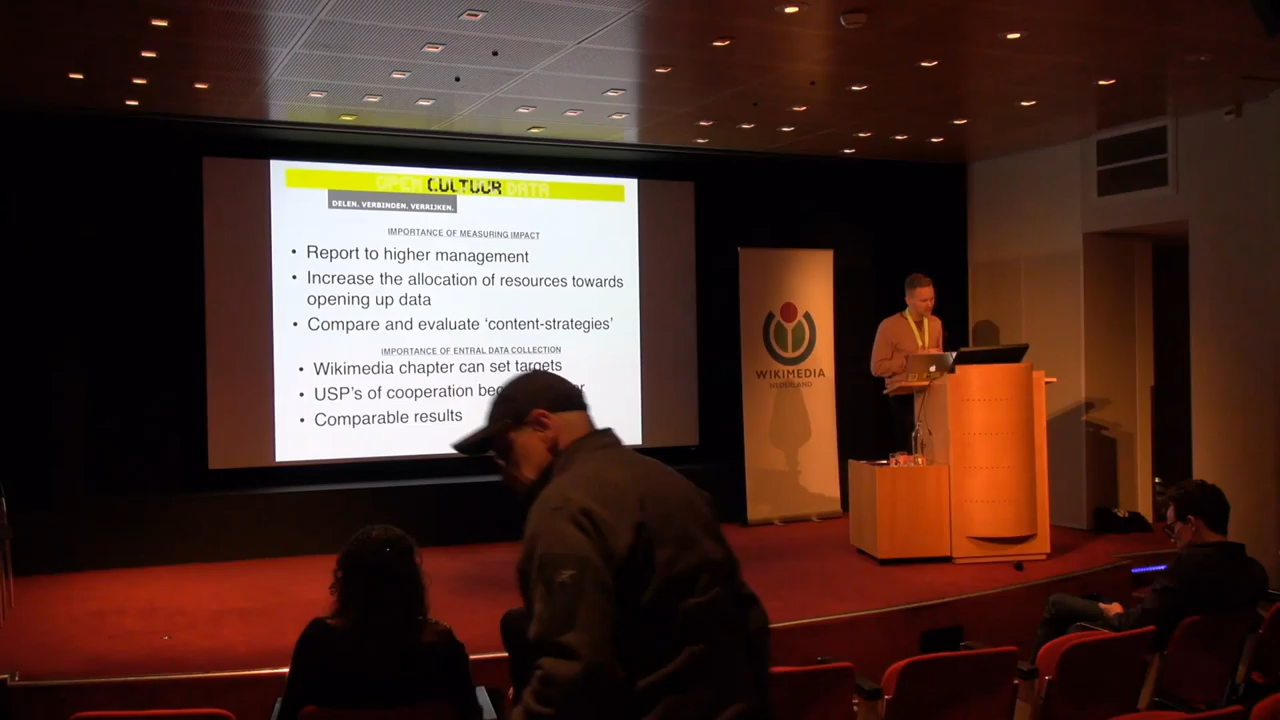 OPEN CULTUUR DATA
DELEN. VERBINDEN. VERRIJKEN.
IMPORTANCE OF MEASURING IMPACT
• Report to higher management
• Increase the allocation of resources towards
opening up data
• Compare and evaluate ‘content-strategies’
IMPORTANCE OF ENTRAL DATA COLLECTION
• Wikimedia chapter can set targets
• USP’s of cooperation
• Comparable results
WIKIMEDIA
NEDERLAND